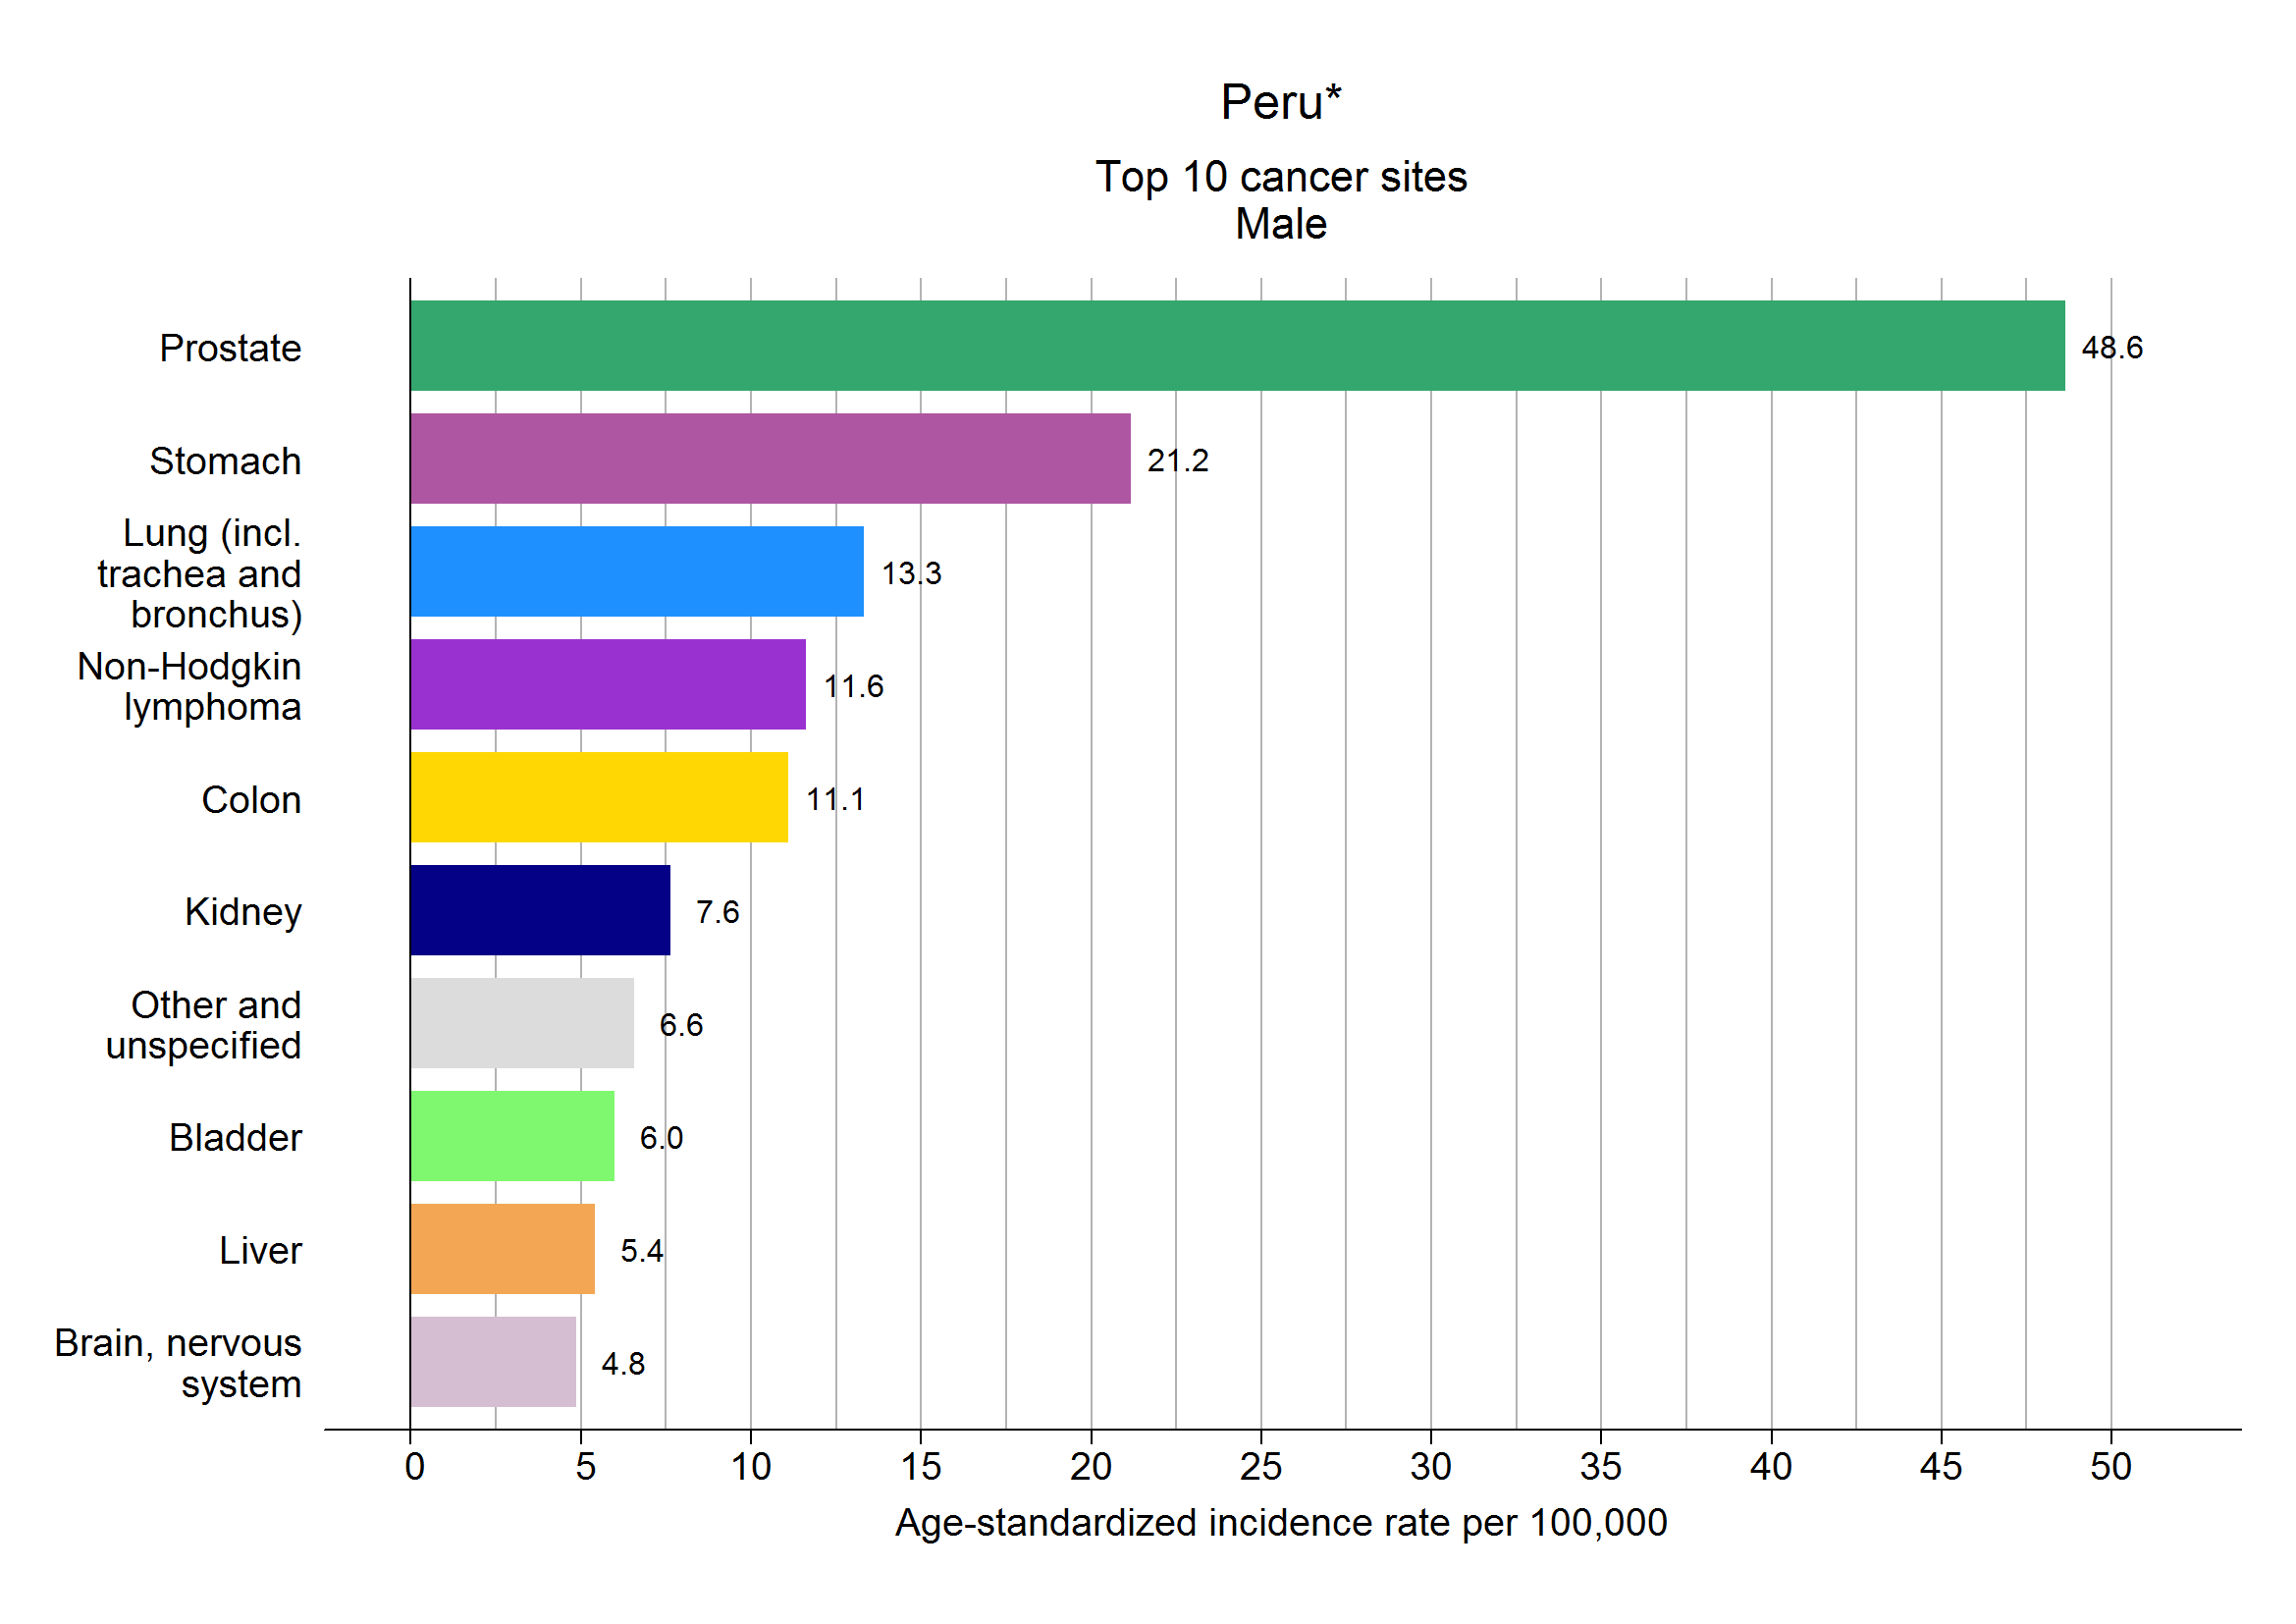 Peru*
Top 10 cancer sites
Male
Prostate
48.6
Stomach
21.2
Lung (incl.
trachea and
bronchus)
13.3
Non-Hodgkin
lymphoma
11.6
Colon
11.1
Kidney
7.6
Other and
unspecified
6.6
Bladder
6.0
Liver
5.4
Brain, nervous
system
4.8
0 5 10 15 20 25 30 35 40 45 50
Age-standardized incidence rate per 100,000